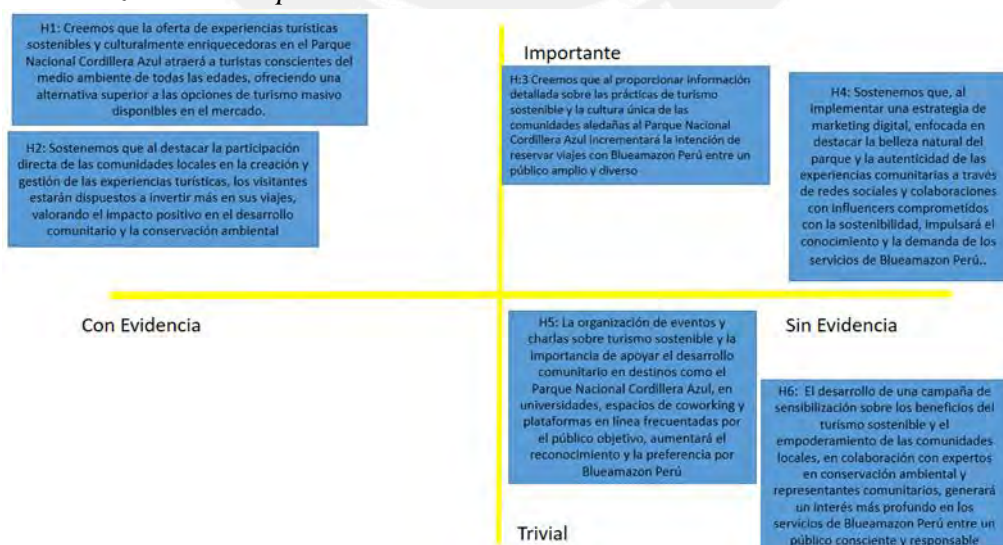 H1: Creemos que la oferta de experiencias turísticas
sostenibles y culturalmente enriquecedoras en el Parque
Nacional Cordillera Azul atraerá a turistas conscientes del
medio ambiente de todas las edades, ofreciendo una
alternativa superior a las opciones de turismo masivo
disponibles en el mercado.
H2: Sostenemos que al destacar la participación
directa de las comunidades locales en la creación y
gestión de las experiencias turísticas, los visitantes
estarán dispuestos a invertir más en sus viajes,
valorando el impacto positivo en el desarrollo
comunitario y la conservación ambiental
Importante
H:3 Creemos que al proporcionar información
detallada sobre las prácticas de turismo
sostenible y la cultura única de las
comunidades aledañas al Parque Nacional
Cordillera Azul incrementará la intención de
reservar viajes con Blueamazon Perú entre un
público amplio y diverso
H4: Sostenemos que, al
implementar una estrategia de
marketing digital, enfocada en
destacar la belleza natural del
parque y la autenticidad de las
experiencias comunitarias a través
de redes sociales y colaboraciones
con influencers comprometidos
con la sostenibilidad, impulsará el
conocimiento y la demanda de los
servicios de Blueamazon Perú..
Con Evidencia
Sin Evidencia
H5: La organización de eventos y
charlas sobre turismo sostenible y la
importancia de apoyar el desarrollo
comunitario en destinos como el
Parque Nacional Cordillera Azul, en
universidades, espacios de coworking y
plataformas en línea frecuentadas por
el público objetivo, aumentará el
reconocimiento y la preferencia por
Blueamazon Perú
H6: El desarrollo de una campaña de
sensibilización sobre los beneficios del
turismo sostenible y el
empoderamiento de las comunidades
locales, en colaboración con expertos
en conservación ambiental y
representantes comunitarios, generará
un interés más profundo en los
servicios de Blueamazon Perú entre un
público consciente y responsable
Trivial